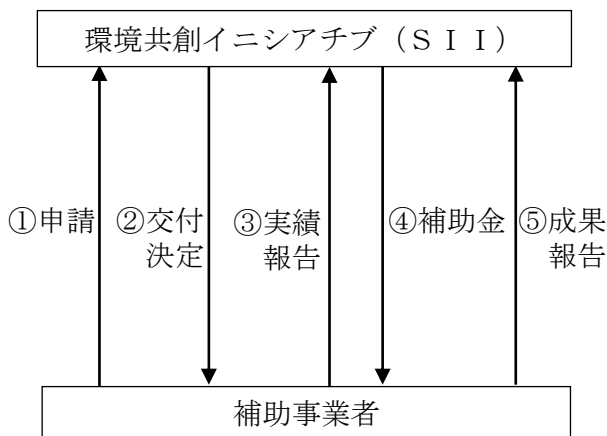 環境共創イニシアチブ（ＳＩＩ）
①申請
②交付
決定
③実績
報告
④補助金
⑤成果
報告
補助事業者